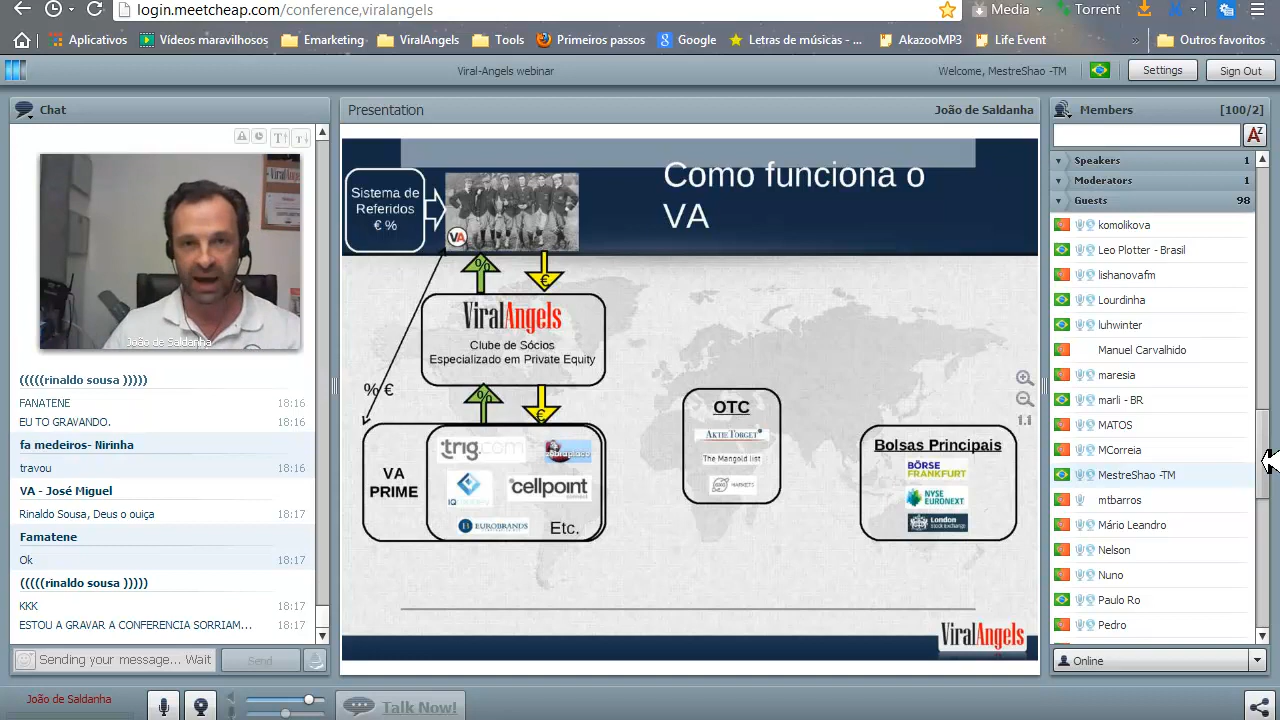 login.meetcheap.com/conference,viralangels
Media
Torrent
Aplicativos
Vídeos maravilhosos
Emarketing
ViralAngels
Tools
Primeiros passos
Google
Letras de músicas - ...
AkazooMP3
Life Event
»
Outros favoritos
Viral-Angels webinar
Welcome, MestreShao -TM
Settings
Sign Out
Chat
João de Saldanha
(((((rinaldo sousa )))))
FANATENE 18:16
EU TO GRAVANDO.
fa medeiros- Nirinha
travou 18:16
VA - José Miguel
Rinaldo Sousa, Deus o ouiça 18:17
Famatene
Ok 18:17
(((((rinaldo sousa )))))
KKK 18:17
ESTOU A GRAVAR A CONFERENCIA SORRIAM... 18:17
Sending your message... Wait
Send
João de Saldanha
Talk Now!
Presentation
João de Saldanha
Sistema de
Referidos
€ %
VA
Como funciona o
VA
%
€
ViralAngels
Clube de Sócios
Especializado em Private Equity
% €
€
VA
PRIME
trig.com
cellpoint
EUROBRANDS
Etc.
OTC
AKTIETORGET
The Mangold list
MARKETS
Bolsas Principais
BÖRSE
FRANKFURT
NYSE
EURONEXT
London
Stock Exchange
ViralAngels
1:1
Members
[100/2]
Speakers 1
Moderators 1
Guests 98
komolikova
Leo Plotter - Brasil
lishanovafm
Lourdinha
luhwinter
Manuel Carvalhido
maresia
marli - BR
MATOS
MCorreia
MestreShao -TM
mtbarros
Mário Leandro
Nelson
Nuno
Paulo Ro
Pedro
Online